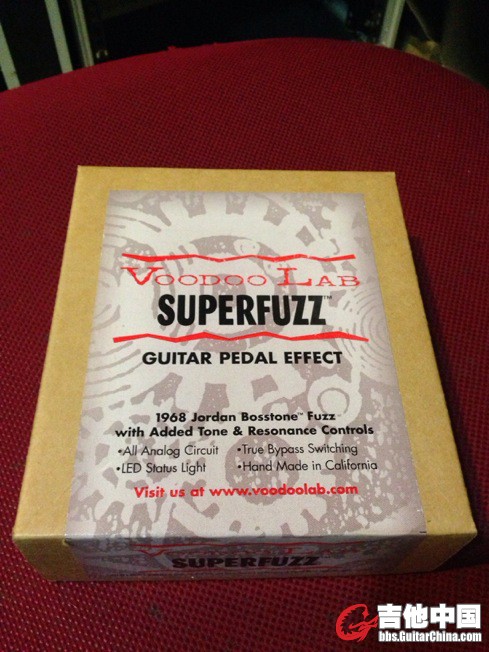 VOODOO LAB
SUPERFUZZ™
GUITAR PEDAL EFFECT
1968 Jordan Bosstone™ Fuzz
with Added Tone & Resonance Controls
•All Analog Circuit •True Bypass Switching
•LED Status Light •Hand Made in California
Visit us at www.voodoolab.com
VOODOO LAB
SUPERFUZZ
吉他中国
bbs.GuitarChina.com